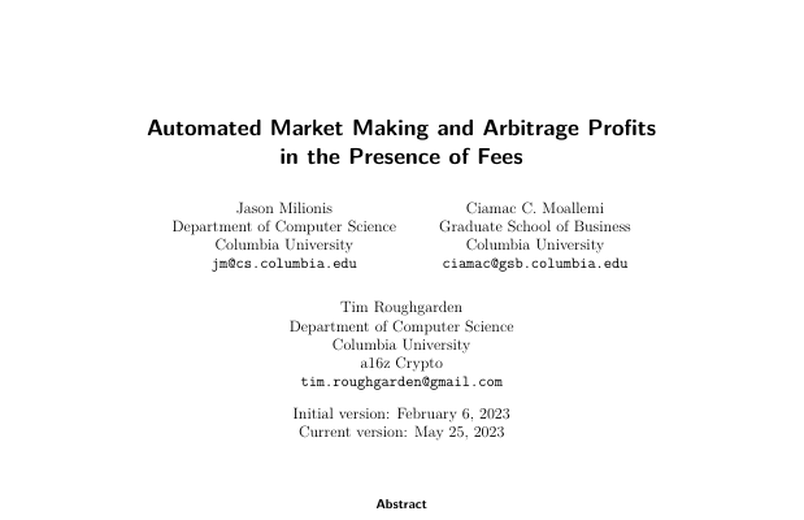 Automated Market Making and Arbitrage Profits
in the Presence of Fees
Jason Milionis
Department of Computer Science
Columbia University
jm@cs.columbia.edu
Ciamac C. Moallemi
Graduate School of Business
Columbia University
ciamac@gsb.columbia.edu
Tim Roughgarden
Department of Computer Science
Columbia University
a16z Crypto
tim.roughgarden@gmail.com
Initial version: February 6, 2023
Current version: May 25, 2023
Abstract